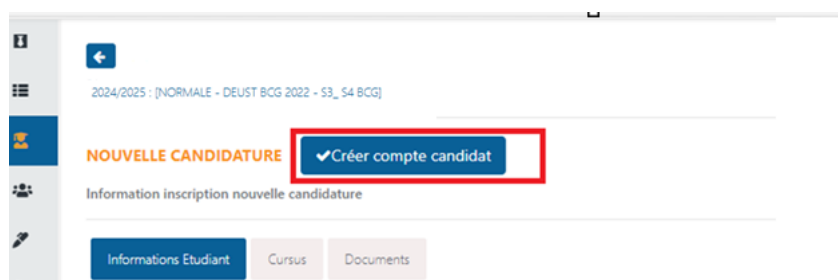 2024/2025 : [NORMALE - DEUST BCG 2022 - S3_ S4 BCG]
NOUVELLE CANDIDATURE ✔Créer compte candidat
Information inscription nouvelle candidature
Informations Etudiant Cursus Documents